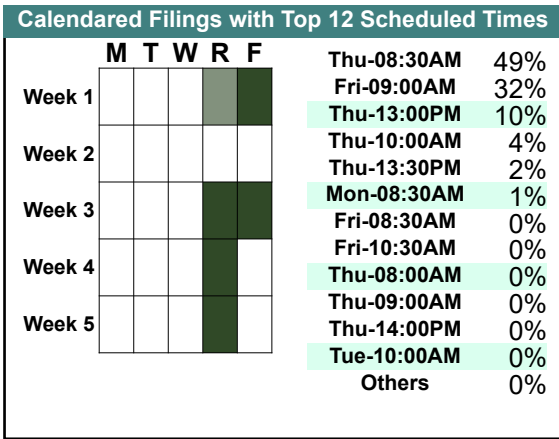 Calendared Filings with Top 12 Scheduled Times
M T W R F
Week 1
Week 2
Week 3
Week 4
Week 5
Thu-08:30AM 49%
Fri-09:00AM 32%
Thu-13:00PM 10%
Thu-10:00AM 4%
Thu-13:30PM 2%
Mon-08:30AM 1%
Fri-08:30AM 0%
Fri-10:30AM 0%
Thu-08:00AM 0%
Thu-09:00AM 0%
Thu-14:00PM 0%
Tue-10:00AM 0%
Others 0%